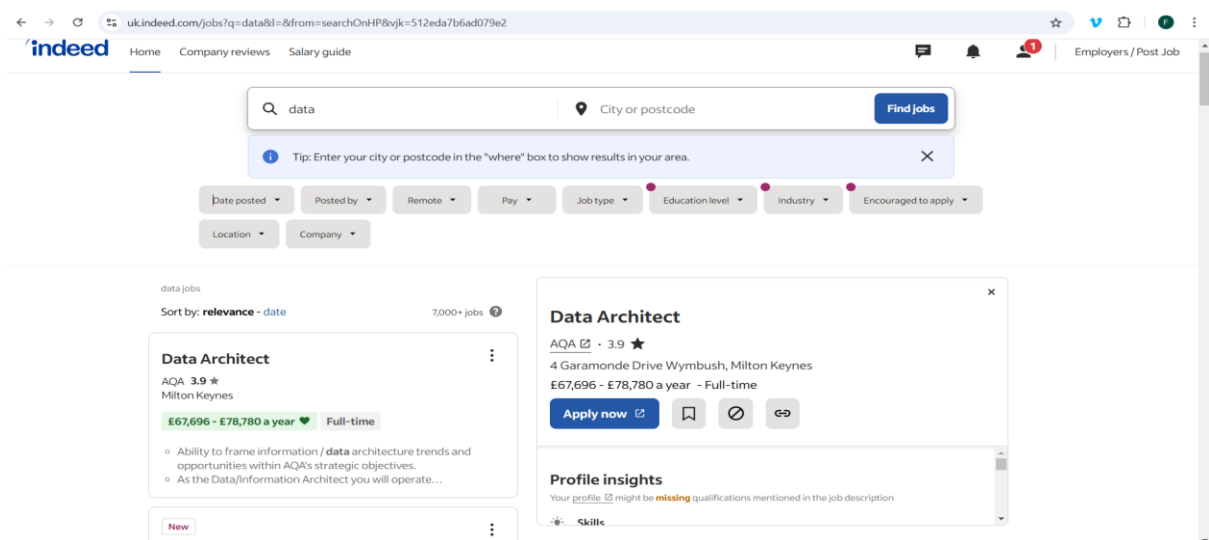 uk.indeed.com/jobs?q=data&l=&from=searchOnHP&vjk=512eda7b6ad079e2
F
indeed Home Company reviews Salary guide 1 Employers / Post Job
data City or postcode Find jobs
Tip: Enter your city or postcode in the "where" box to show results in your area.
Date posted Posted by Remote Pay Job type Education level Industry Encouraged to apply
Location Company
data jobs
Sort by: relevance - date 7,000+ jobs
Data Architect
AQA 3.9
Milton Keynes
£67,696 - £78,780 a year Full-time
Ability to frame information / data architecture trends and
opportunities within AQA's strategic objectives.
As the Data/Information Architect you will operate…
New
Data Architect
AQA · 3.9
4 Garamonde Drive Wymbush, Milton Keynes
£67,696 - £78,780 a year - Full-time
Apply now
Profile insights
Your profile might be missing qualifications mentioned in the job description
Skills